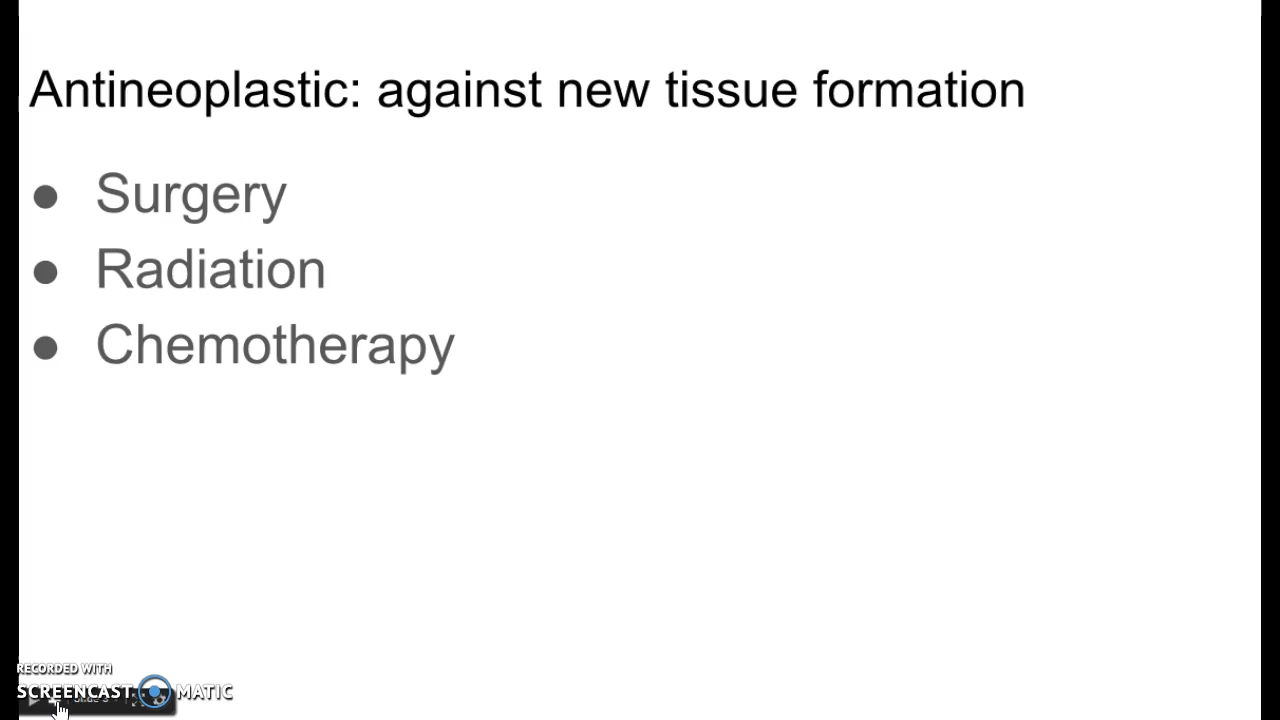 Antineoplastic: against new tissue formation
● Surgery
● Radiation
● Chemotherapy
RECORDED WITH
SCREENCAST MATIC